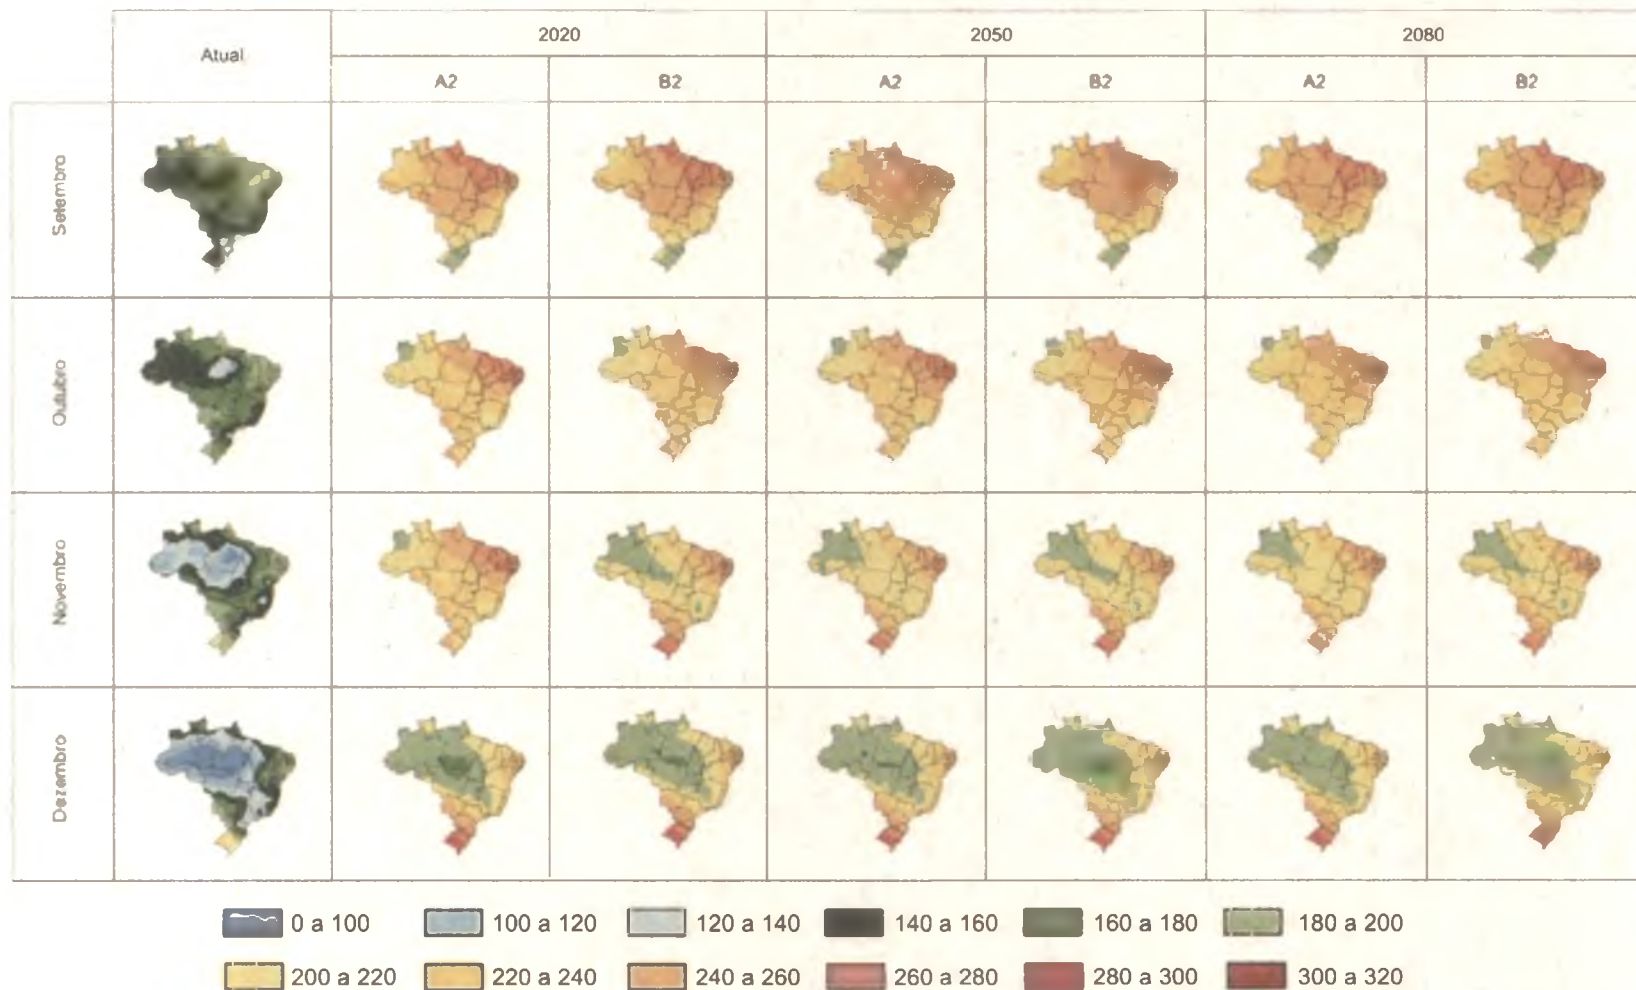 Atual 2020 2050 2080
A2 B2 A2 B2 A2 B2
Setembro
Outubro
Novembro
Dezembro
0 a 100 100 a 120 120 a 140 140 a 160 160 a 180 180 a 200
200 a 220 220 a 240 240 a 260 260 a 280 280 a 300 300 a 320